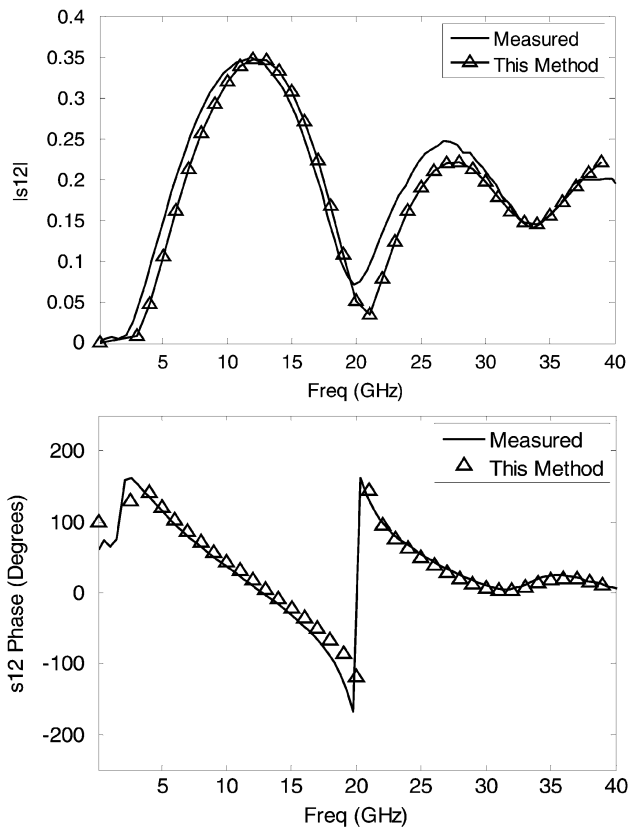 0.4
Measured
This Method
0.35
0.3
0.25
0.2
0.15
0.1
0.05
0
|s12|
5 10 15 20 25 30 35 40
Freq (GHz)
Measured
This Method
200
100
0
-100
-200
s12 Phase (Degrees)
5 10 15 20 25 30 35 40
Freq (GHz)